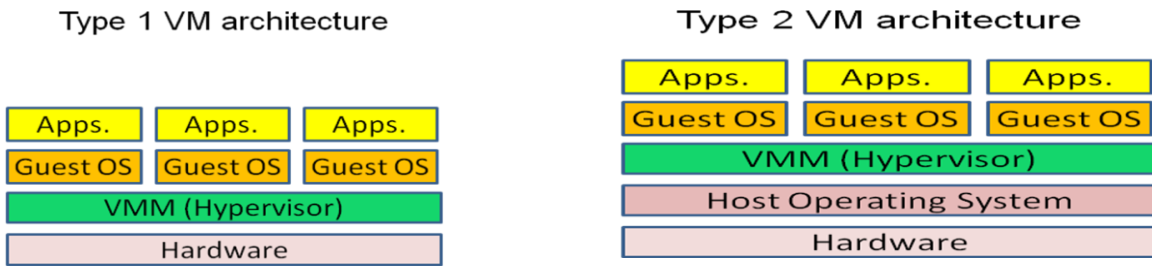 Type 1 VM architecture
Apps. Apps. Apps.
Guest OS Guest OS Guest OS
VMM (Hypervisor)
Hardware
Type 2 VM architecture
Apps. Apps. Apps.
Guest OS Guest OS Guest OS
VMM (Hypervisor)
Host Operating System
Hardware